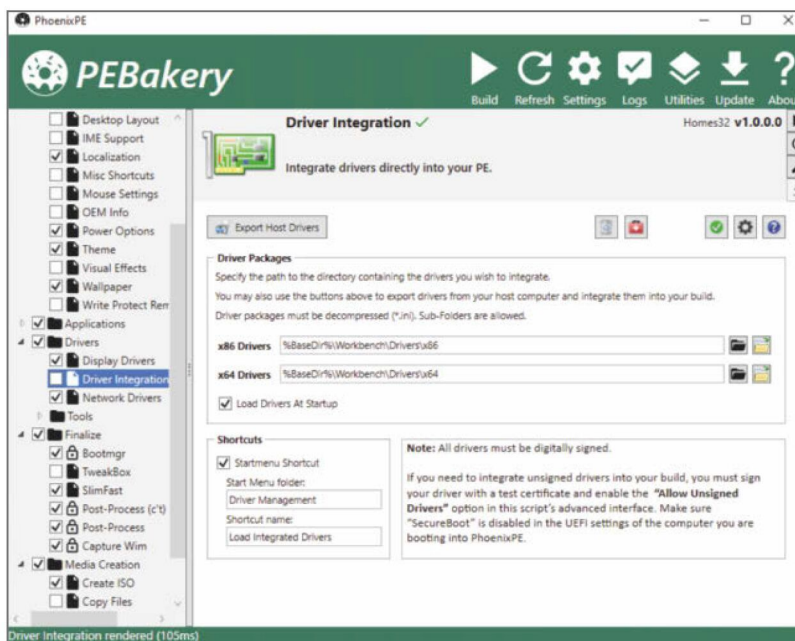 PhoenixPE
PEBakery
Build Refresh Settings Logs Utilities Update Abou
Desktop Layout
IME Support
Localization
Misc Shortcuts
Mouse Settings
OEM Info
Power Options
Theme
Visual Effects
Wallpaper
Write Protect Rem
Applications
Drivers
Display Drivers
Driver Integration
Network Drivers
Tools
Finalize
Bootmgr
TweakBox
SlimFast
Post-Process (c't)
Post-Process
Capture Wim
Media Creation
Create ISO
Copy Files
Driver Integration
Homes32 v1.0.0.0
Integrate drivers directly into your PE.
Export Host Drivers
Driver Packages
Specify the path to the directory containing the drivers you wish to integrate.
You may also use the buttons above to export drivers from your host computer and integrate them into your build.
Driver packages must be decompressed (*.ini). Sub-Folders are allowed.
x86 Drivers %BaseDir%\Workbench\Drivers\x86
x64 Drivers %BaseDir%\Workbench\Drivers\x64
Load Drivers At Startup
Shortcuts
Startmenu Shortcut
Start Menu folder:
Driver Management
Shortcut name:
Load Integrated Drivers
Note: All drivers must be digitally signed.
If you need to integrate unsigned drivers into your build, you must sign
your driver with a test certificate and enable the "Allow Unsigned
Drivers" option in this script's advanced interface. Make sure
"SecureBoot" is disabled in the UEFI settings of the computer you are
booting into PhoenixPE.
Driver Integration rendered (105ms)